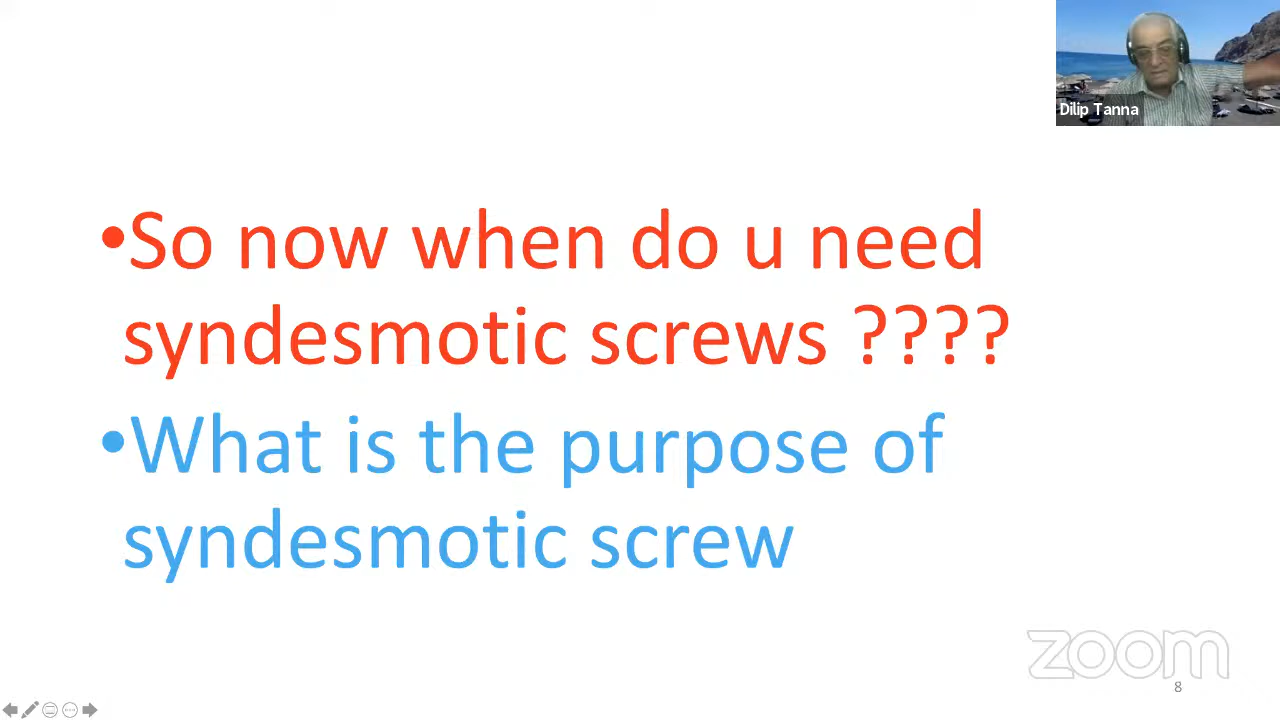 Dilip Tanna
•So now when do u need
syndesmotic screws ????
•What is the purpose of
syndesmotic screw
zoom
8